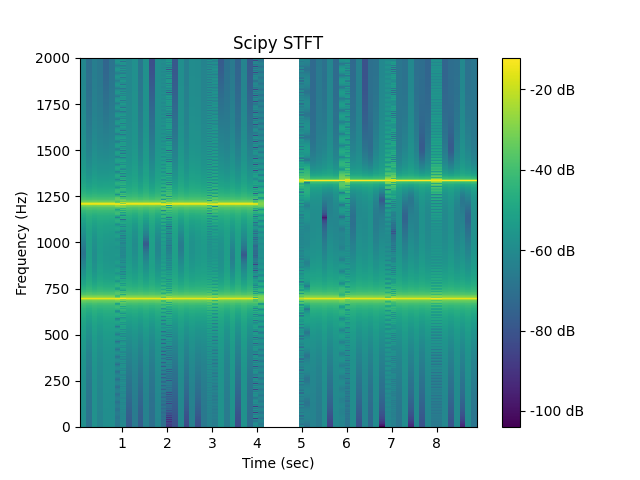 Scipy STFT
2000
1750
1500
1250
1000
750
500
250
0
Frequency (Hz)
1 2 3 4 5 6 7 8
Time (sec)
-20 dB
-40 dB
-60 dB
-80 dB
-100 dB